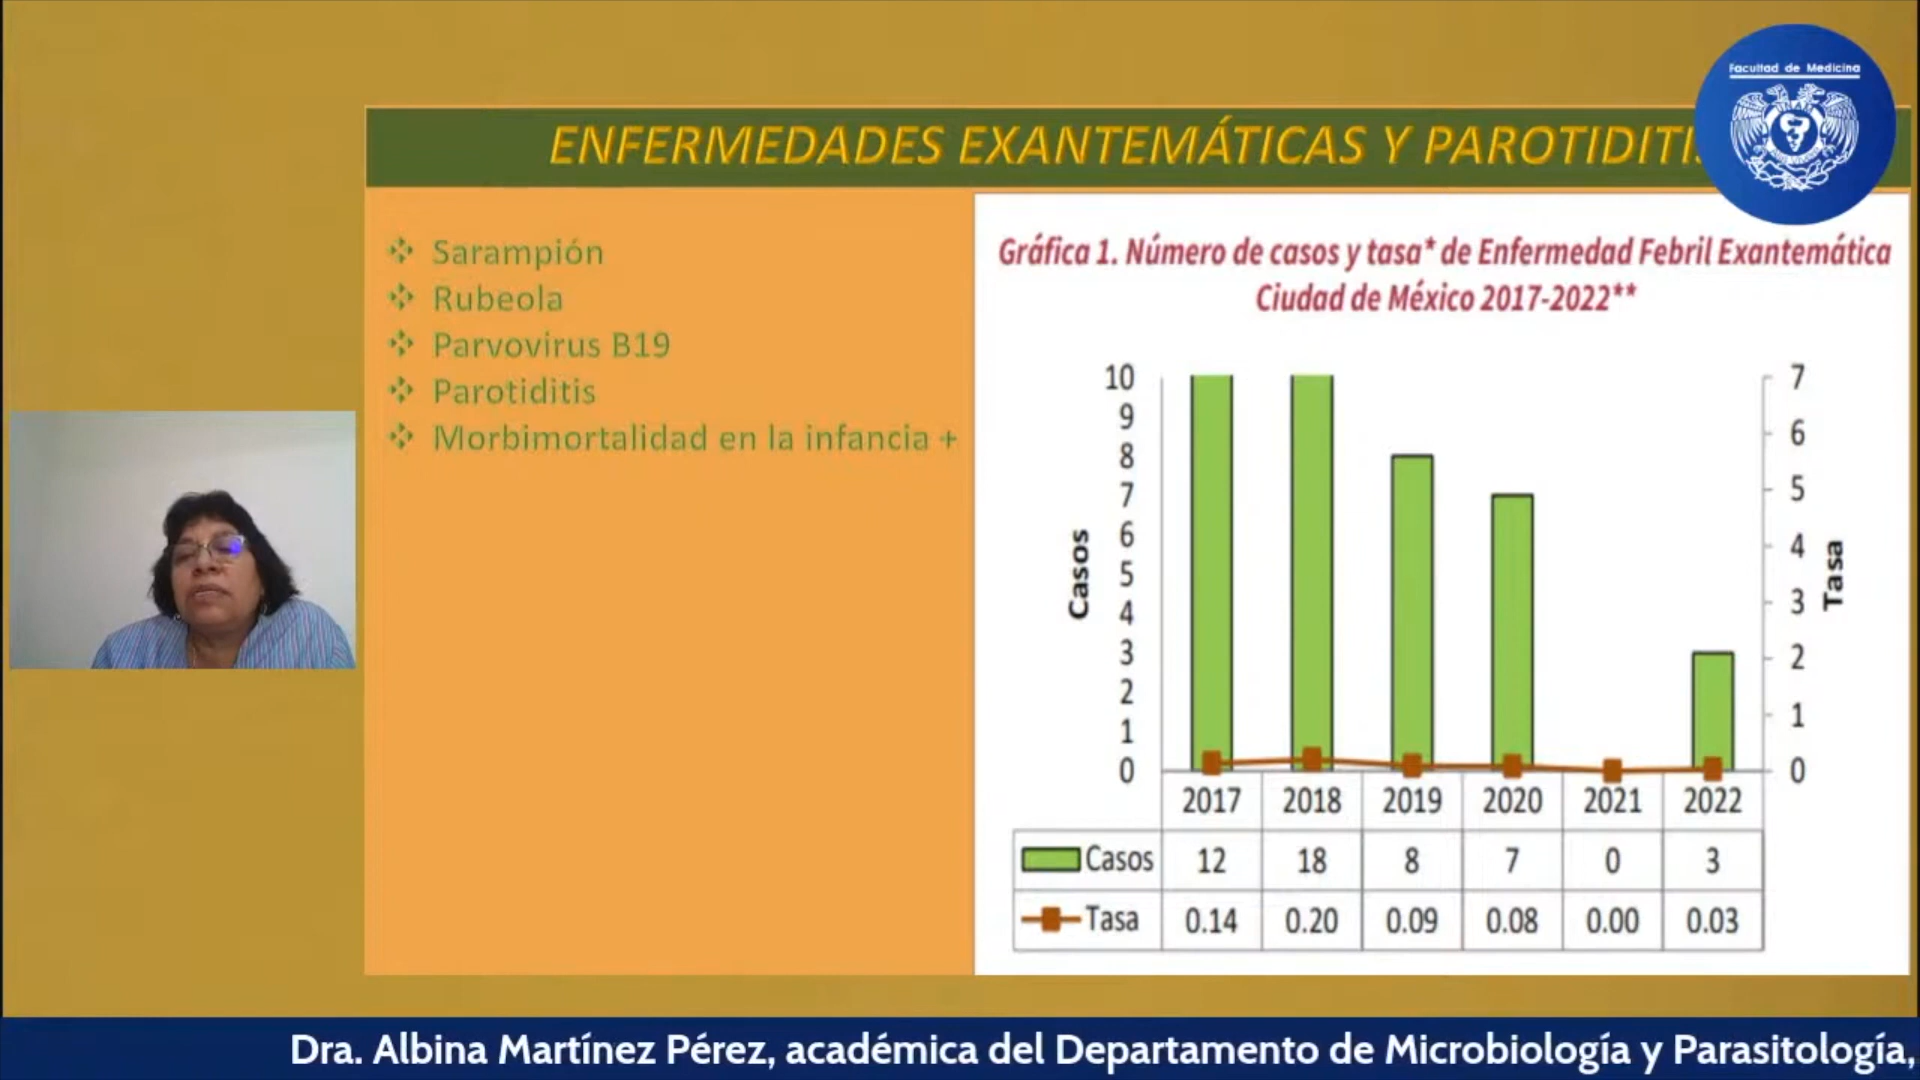 Facultad de Medicina
ENFERMEDADES EXANTEMÁTICAS Y PAROTIDITIS
Sarampión
Rubeola
Parvovirus B19
Parotiditis
Morbimortalidad en la infancia +
Gráfica 1. Número de casos y tasa* de Enfermedad Febril Exantemática
Ciudad de México 2017-2022**
Casos
10
9
8
7
6
5
4
3
2
1
0
7
6
5
4
3
2
1
0
Tasa
2017 2018 2019 2020 2021 2022
Casos 12 18 8 7 0 3
Tasa 0.14 0.20 0.09 0.08 0.00 0.03
Dra. Albina Martínez Pérez, académica del Departamento de Microbiología y Parasitología,